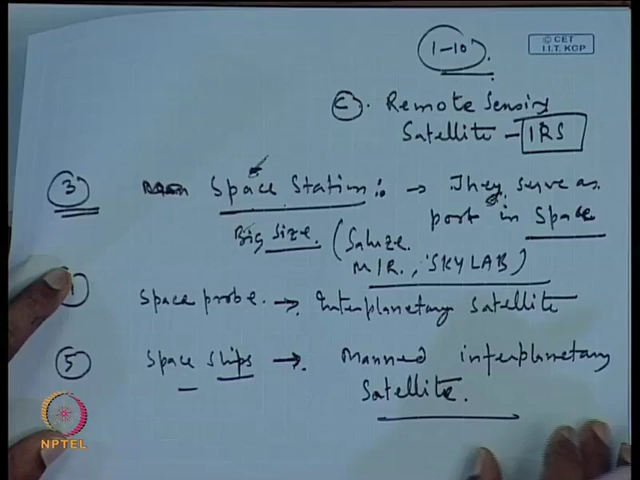 1-10
© CET
I.I.T. KGP
E. Remote Sensing
Satellite - IRS
3 Space Station: → They serve as
port in Space
Big Size. (Saluze.
MIR., SKYLAB)
Space probe. → Interplanetary Satellite
5 Space Ships → Manned interplanetary
Satellite.
NPTEL